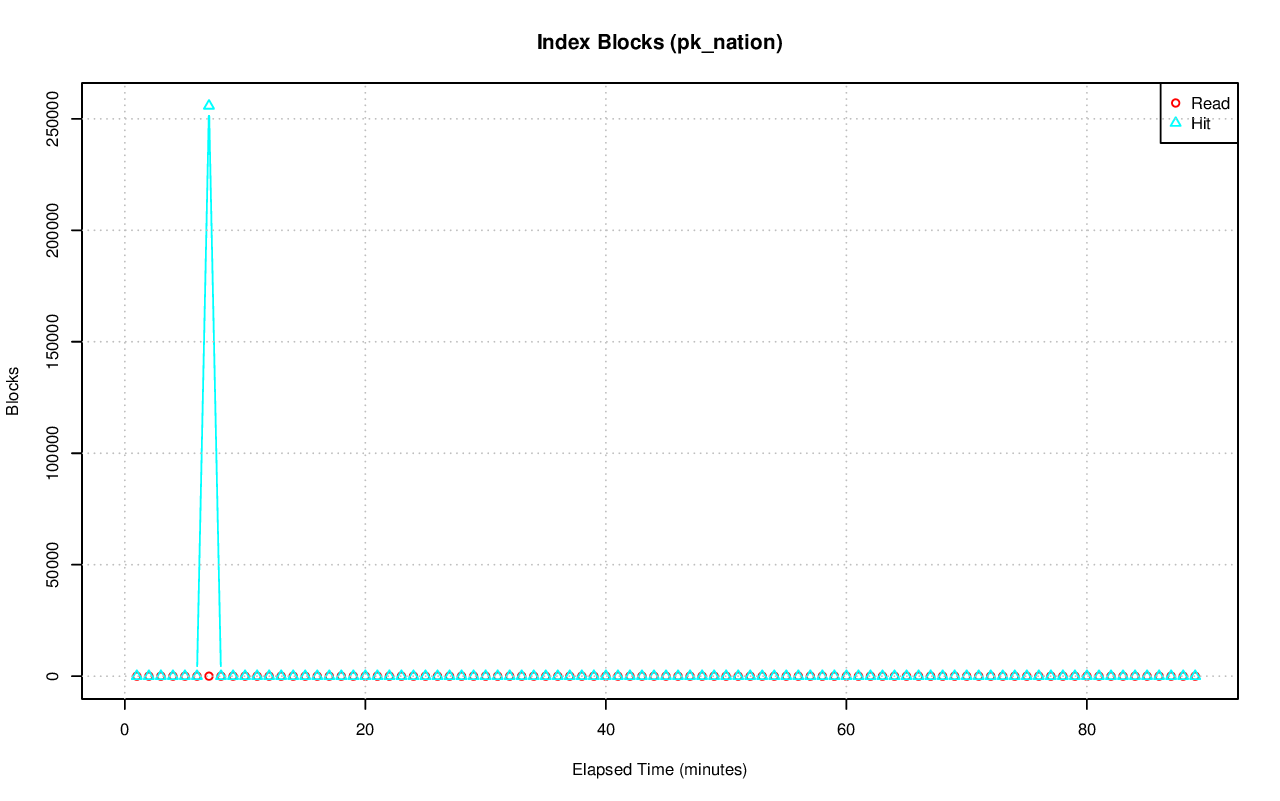 Index Blocks (pk_nation)
Read
Hit
250000
200000
150000
100000
50000
0
Blocks
0 20 40 60 80
Elapsed Time (minutes)